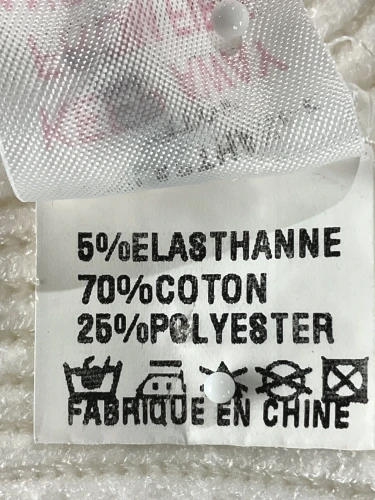 5%ELASTHANNE
70%COTON
25%POLYESTER
FABRIQUE EN CHINE